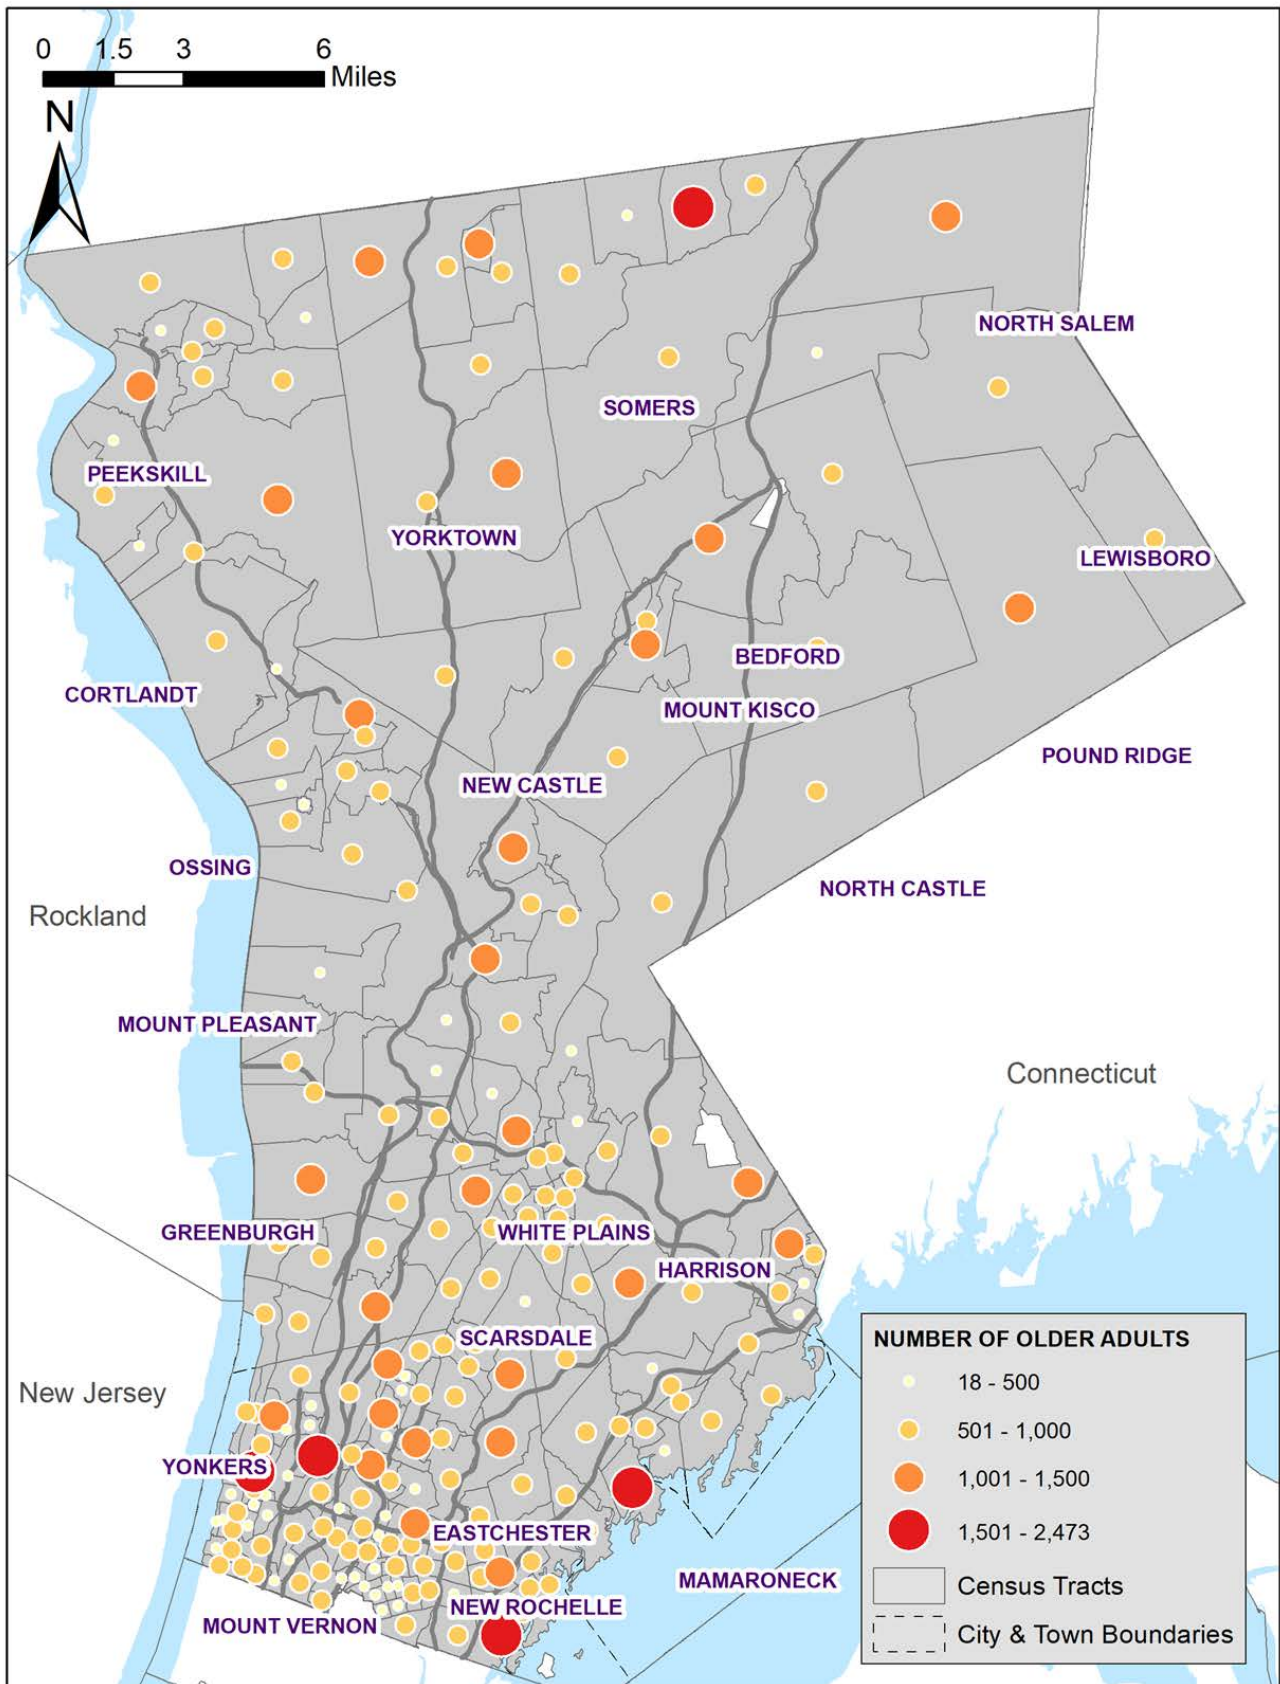 0 1.5 3 6
Miles
N
NORTH SALEM
SOMERS
PEEKSKILL
YORKTOWN
LEWISBORO
BEDFORD
CORTLANDT
MOUNT KISCO
POUND RIDGE
NEW CASTLE
OSSING
NORTH CASTLE
Rockland
MOUNT PLEASANT
Connecticut
GREENBURGH
WHITE PLAINS
HARRISON
SCARSDALE
New Jersey
YONKERS
EASTCHESTER
MAMARONECK
NEW ROCHELLE
MOUNT VERNON
NUMBER OF OLDER ADULTS
18 - 500
501 - 1,000
1,001 - 1,500
1,501 - 2,473
Census Tracts
City & Town Boundaries